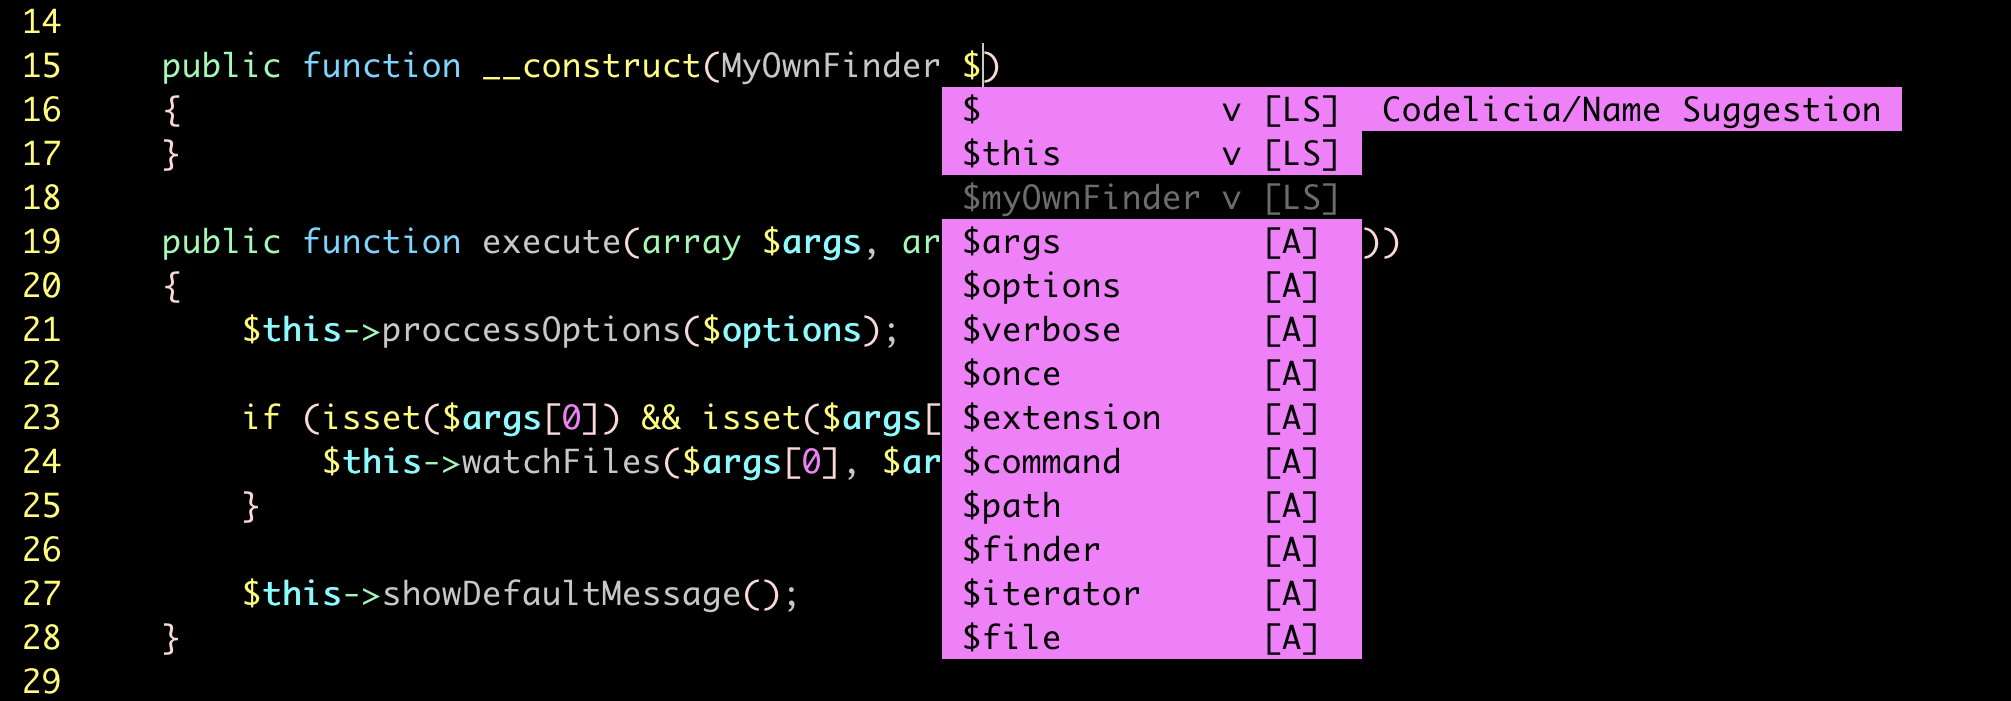 14
15 public function __construct(MyOwnFinder $)
16 { $ v [LS] Codelicia/Name Suggestion
17 } $this v [LS]
18 $myOwnFinder v [LS]
19 public function execute(array $args, ar $args [A] ))
20 { $options [A]
21 $this->proccessOptions($options); $verbose [A]
22 $once [A]
23 if (isset($args[0]) && isset($args[ $extension [A]
24 $this->watchFiles($args[0], $ar $command [A]
25 } $path [A]
26 $finder [A]
27 $this->showDefaultMessage(); $iterator [A]
28 } $file [A]
29